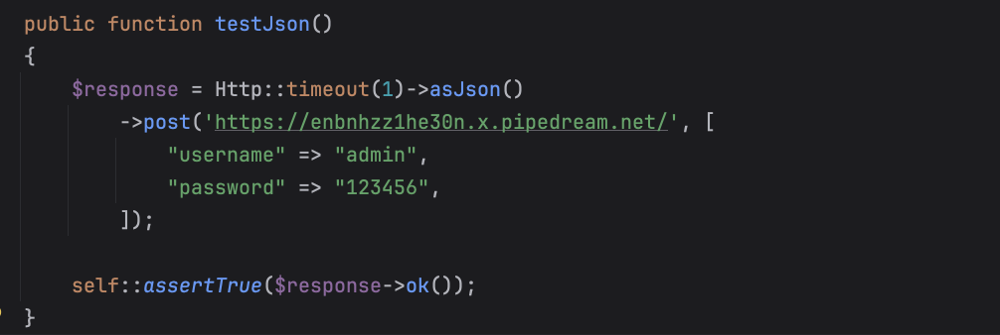 public function testJson()
{
    $response = Http::timeout(1)->asJson()
        ->post('https://enbnhzz1he30n.x.pipedream.net/', [
            "username" => "admin",
            "password" => "123456",
        ]);

    self::assertTrue($response->ok());
}